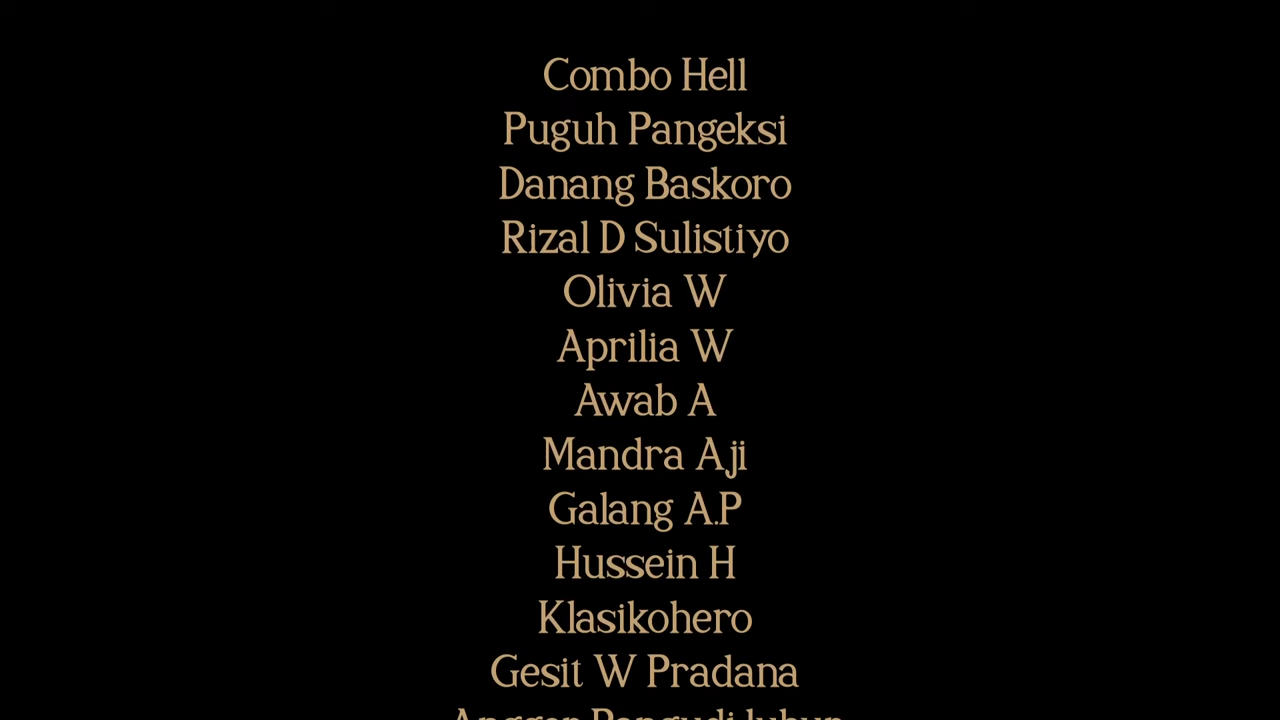 Combo Hell
Puguh Pangeksi
Danang Baskoro
Rizal D Sulistiyo
Olivia W
Aprilia W
Awab A
Mandra Aji
Galang A.P
Hussein H
Klasikohero
Gesit W Pradana